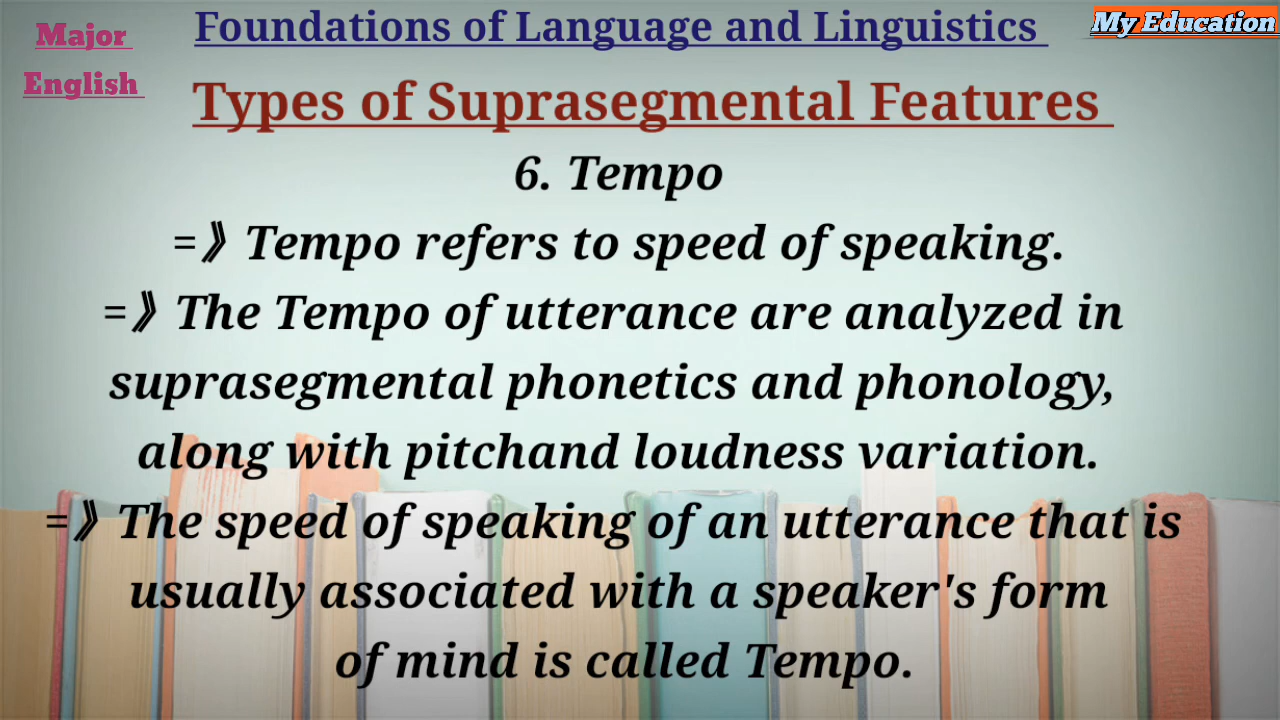 Major
English
Foundations of Language and Linguistics
My Education
Types of Suprasegmental Features
6. Tempo
=》Tempo refers to speed of speaking.
=》The Tempo of utterance are analyzed in
suprasegmental phonetics and phonology,
along with pitchand loudness variation.
=》The speed of speaking of an utterance that is
usually associated with a speaker's form
of mind is called Tempo.